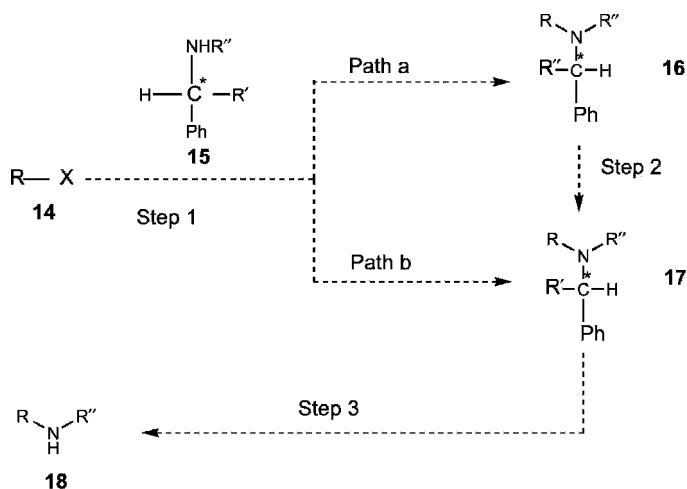 R R″
N
NHR″
Path a
R″ C* H
16
H C* R′
Ph
Ph
15
R X
Step 2
14
Step 1
R R″
N
Path b
R′ C* H
17
Ph
Step 3
R R″
N
H
18